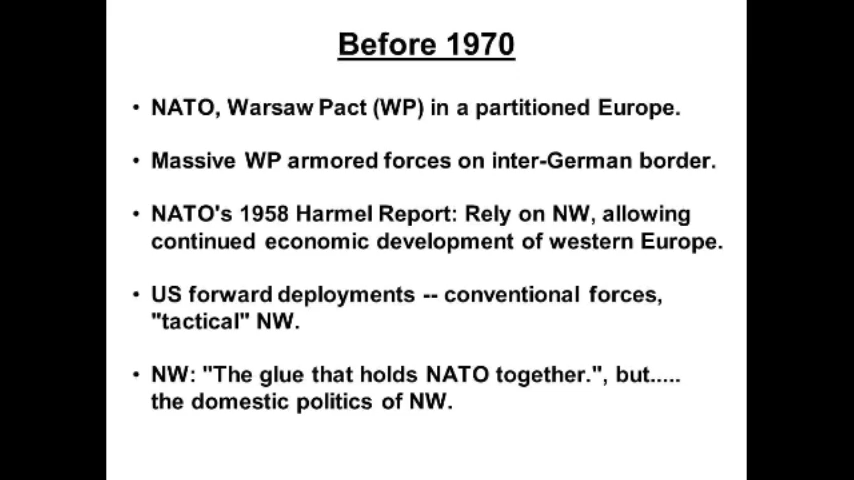 Before 1970
• NATO, Warsaw Pact (WP) in a partitioned Europe.
• Massive WP armored forces on inter-German border.
• NATO's 1958 Harmel Report: Rely on NW, allowing
continued economic development of western Europe.
• US forward deployments -- conventional forces,
"tactical" NW.
• NW: "The glue that holds NATO together.", but.....
the domestic politics of NW.